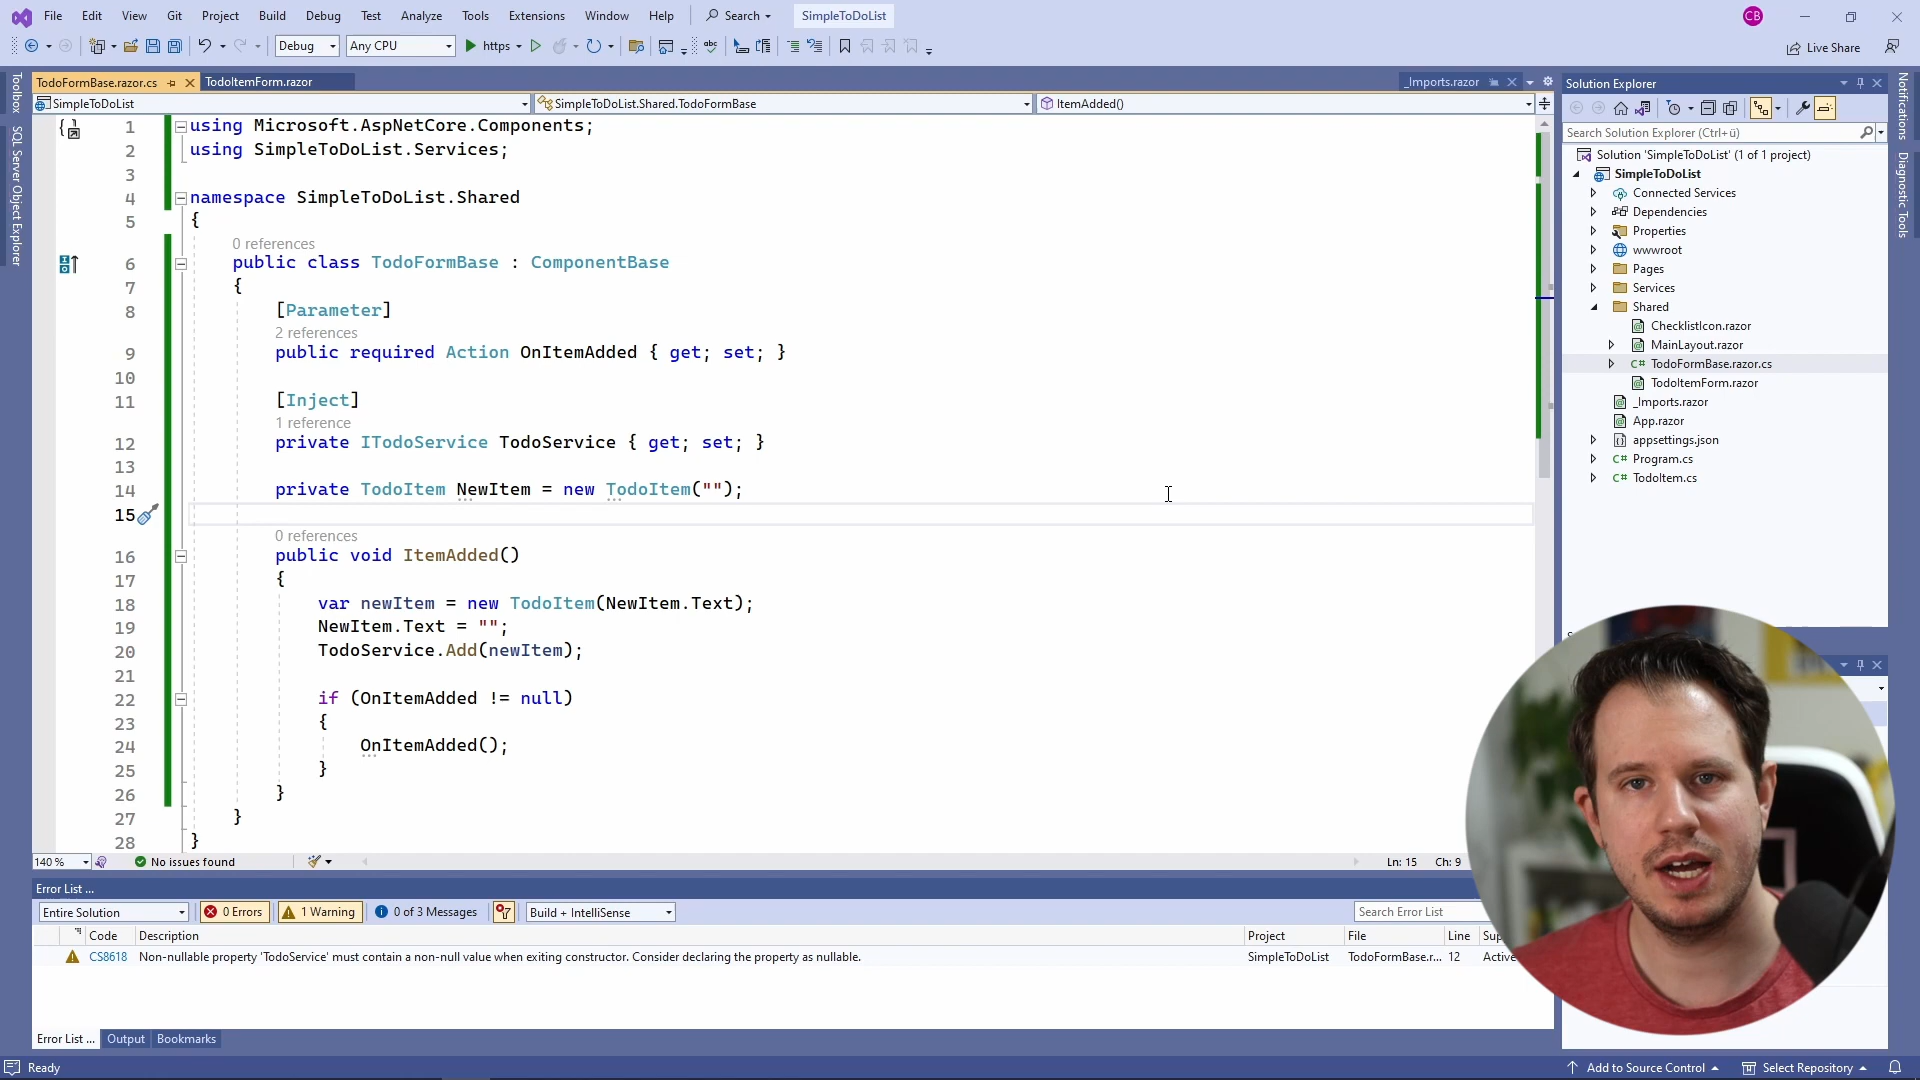 File Edit View Git Project Build Debug Test Analyze Tools Extensions Window Help Search SimpleToDoList CB
Debug Any CPU https Live Share
TodoFormBase.razor.cs TodoItemForm.razor _Imports.razor
SimpleToDoList SimpleToDoList.Shared.TodoFormBase ItemAdded()
Toolbox
SQL Server Object Explorer
1 using Microsoft.AspNetCore.Components;
2 using SimpleToDoList.Services;
3
4 namespace SimpleToDoList.Shared
5 {
0 references
6 public class TodoFormBase : ComponentBase
7 {
8 [Parameter]
2 references
9 public required Action OnItemAdded { get; set; }
10
11 [Inject]
1 reference
12 private ITodoService TodoService { get; set; }
13
14 private TodoItem NewItem = new TodoItem("");
15
0 references
16 public void ItemAdded()
17 {
18 var newItem = new TodoItem(NewItem.Text);
19 NewItem.Text = "";
20 TodoService.Add(newItem);
21
22 if (OnItemAdded != null)
23 {
24 OnItemAdded();
25 }
26 }
27 }
28 }
140 % No issues found Ln: 15 Ch: 9
Error List ...
Entire Solution 0 Errors 1 Warning 0 of 3 Messages Build + IntelliSense Search Error List
Code Description Project File Line
CS8618 Non-nullable property 'TodoService' must contain a non-null value when exiting constructor. Consider declaring the property as nullable. SimpleToDoList TodoFormBase.r... 12 Active
Error List ... Output Bookmarks
Ready Add to Source Control Select Repository
Solution Explorer
Search Solution Explorer (Ctrl+ü)
Solution 'SimpleToDoList' (1 of 1 project)
SimpleToDoList
Connected Services
Dependencies
Properties
wwwroot
Pages
Services
Shared
ChecklistIcon.razor
MainLayout.razor
TodoFormBase.razor.cs
TodoItemForm.razor
_Imports.razor
App.razor
appsettings.json
Program.cs
TodoItem.cs
Notifications
Diagnostic Tools